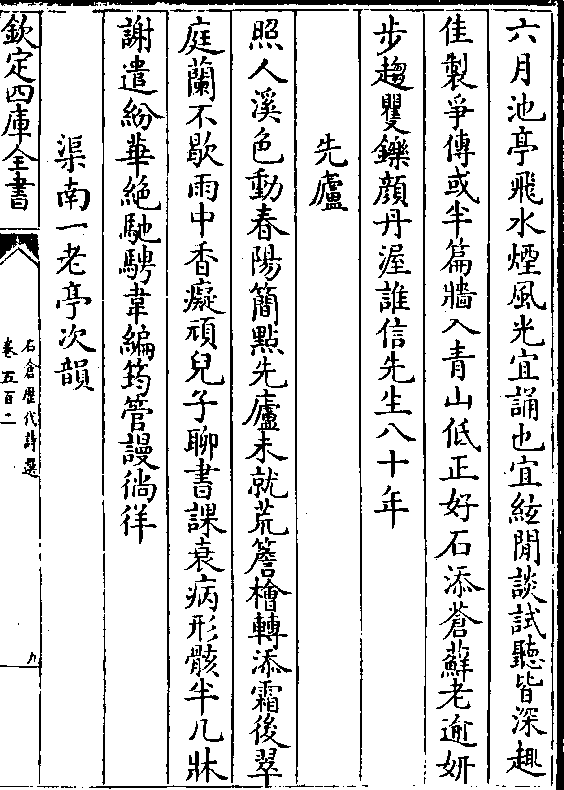 六月池亭飛水煙風光宜誦也宜絃閒談試聽皆深趣
佳製爭傳或半篇牆入青山低正好石添蒼蘚老逾妍
步趨矍鑠顔丹渥誰信先生八十年
先廬
照人溪色動春陽簡點先廬未就荒簷檜轉添霜後翠
庭蘭不歇雨中香癡頑兒子聊書課衰病形骸半几牀
謝遣紛華絶馳騁韋編筠管謾徜徉
渠南一老亭次韻
欽定四庫全書
石倉歷代詩選
卷五百二
九